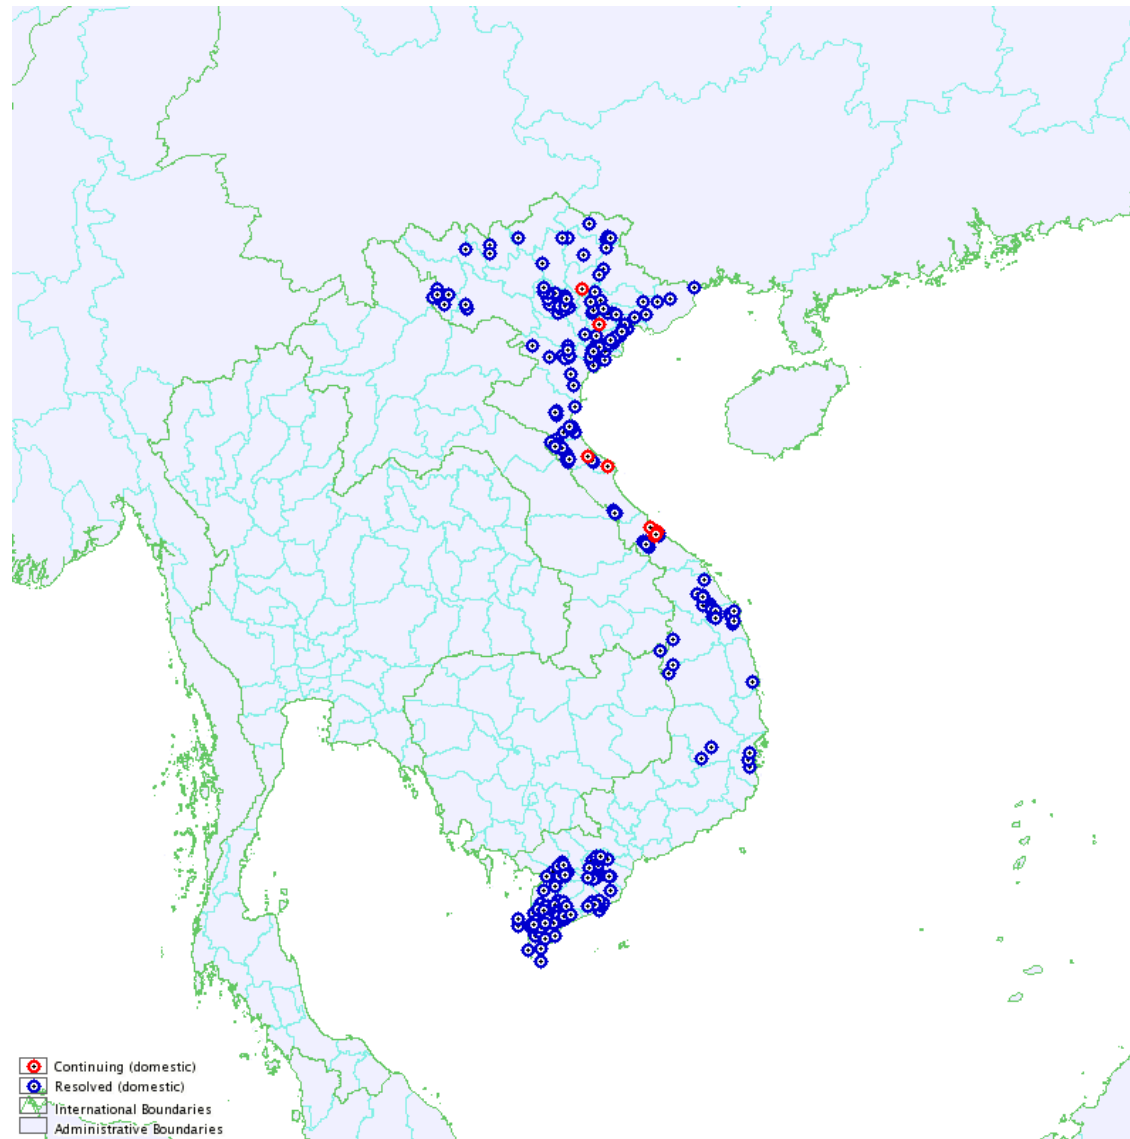 Continuing (domestic)
Resolved (domestic)
International Boundaries
Administrative Boundaries